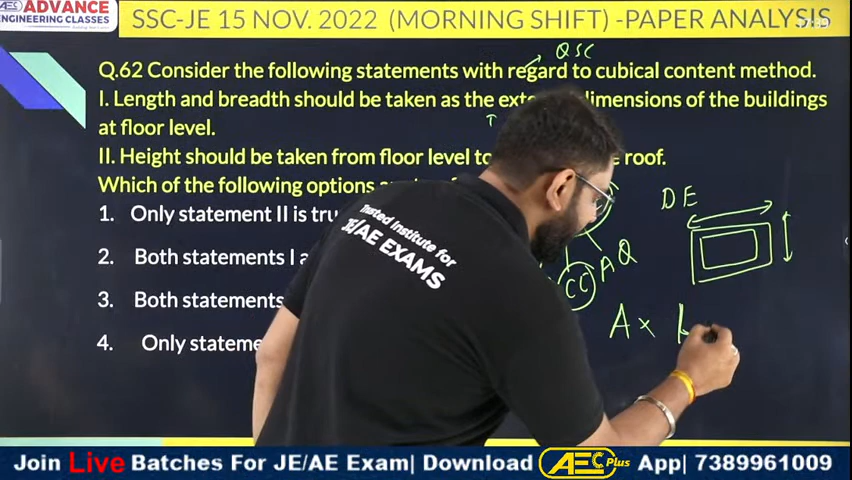 ADVANCE
ENGINEERING CLASSES
SSC-JE 15 NOV. 2022 (MORNING SHIFT) -PAPER ANALYSIS
QSC
Q.62 Consider the following statements with regard to cubical content method.
I. Length and breadth should be taken as the dimensions of the buildings
at floor level.
II. Height should be taken from floor level to roof.
Which of the following options
1. Only statement II is
2. Both statements I
3. Both statements
4. Only
DE
AQ
CC
A×
Trusted Institute for
JE/AE EXAMS
Join Live Batches For JE/AE Exam| Download AEC Plus App| 7389961009